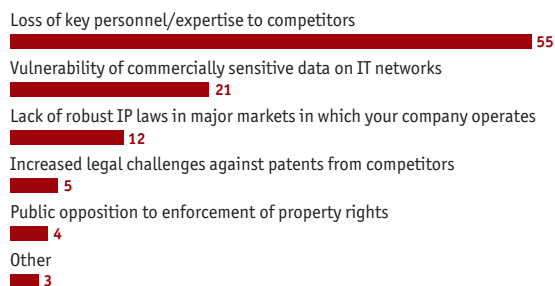 Loss of key personnel/expertise to competitors
55
Vulnerability of commercially sensitive data on IT networks
21
Lack of robust IP laws in major markets in which your company operates
12
Increased legal challenges against patents from competitors
5
Public opposition to enforcement of property rights
4
Other
3